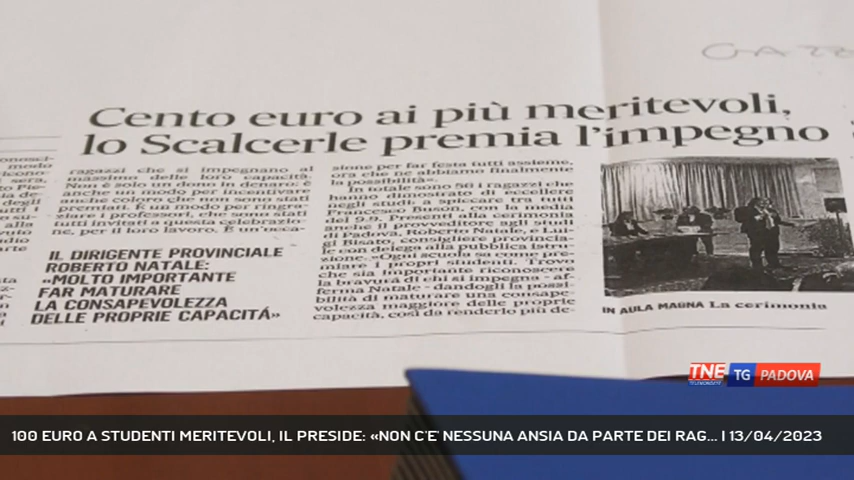 GAZZ
Cento euro ai più meritevoli,
lo Scalcerle premia l'impegno
ragazzi che si impegnano al
massimo delle loro capacità.
Non è solo un dono in denaro: è
anche un modo per incentivare
anche coloro che non sono stati
premiati. È un modo per ringra-
ziare i professori, che sono stati
tutti invitati a questa celebrazio-
ne, per il loro lavoro. È un'occa-
IL DIRIGENTE PROVINCIALE
ROBERTO NATALE:
«MOLTO IMPORTANTE
FAR MATURARE
LA CONSAPEVOLEZZA
DELLE PROPRIE CAPACITÁ»
sione per far festa tutti assieme,
ora che ne abbiamo finalmente
la possibilità».
In totale sono 56 i ragazzi che
hanno dimostrato di eccellere
negli studi, a spiccare tra tutti
Francesco Buson, con la media
del 9.9. Presenti alla cerimonia
anche il provveditore agli studi
di Padova, Roberto Natale, e Lui-
gi Bisato, consigliere provincia-
le con delega alla pubblica istru-
zione. «Ogni scuola sa come pre-
miare i propri studenti. Trovo
che sia importante riconoscere
la bravura di chi si impegna - af-
ferma Natale - dandogli la possi-
bilità di maturare una consape-
volezza maggiore delle proprie
capacità, così da renderlo più de-
IN AULA MAGNA La cerimonia
TNE TG PADOVA
100 EURO A STUDENTI MERITEVOLI, IL PRESIDE: «NON C'E' NESSUNA ANSIA DA PARTE DEI RAG... | 13/04/2023